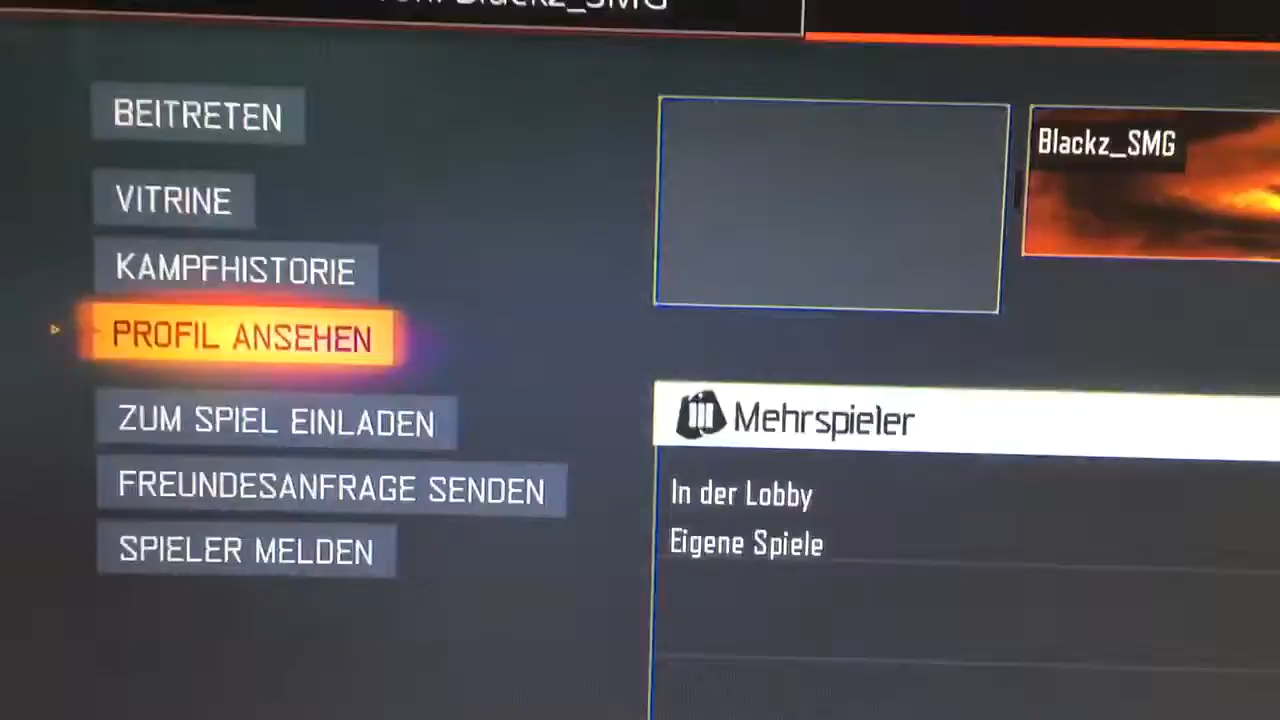 Blackz_SMG
BEITRETEN
VITRINE
KAMPFHISTORIE
PROFIL ANSEHEN
ZUM SPIEL EINLADEN
FREUNDESANFRAGE SENDEN
SPIELER MELDEN
Blackz_SMG
Mehrspieler
In der Lobby
Eigene Spiele